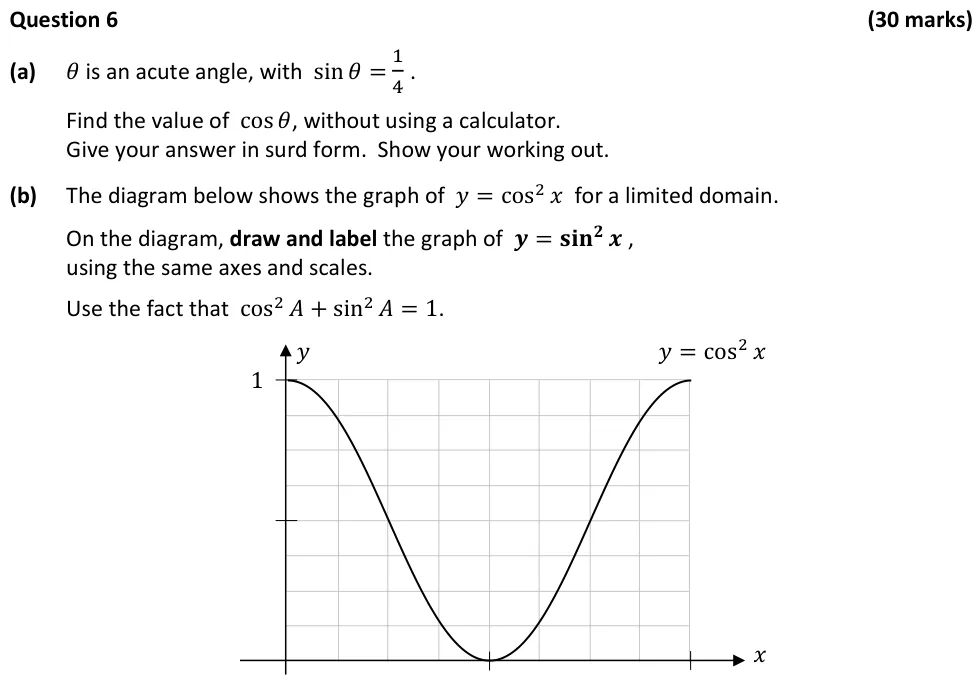 Question 6 (30 marks)
(a) θ is an acute angle, with sin θ = 1/4 .
Find the value of cos θ, without using a calculator.
Give your answer in surd form. Show your working out.
(b) The diagram below shows the graph of y = cos² x for a limited domain.
On the diagram, draw and label the graph of y = sin² x ,
using the same axes and scales.
Use the fact that cos² A + sin² A = 1.
y y = cos² x
1
x